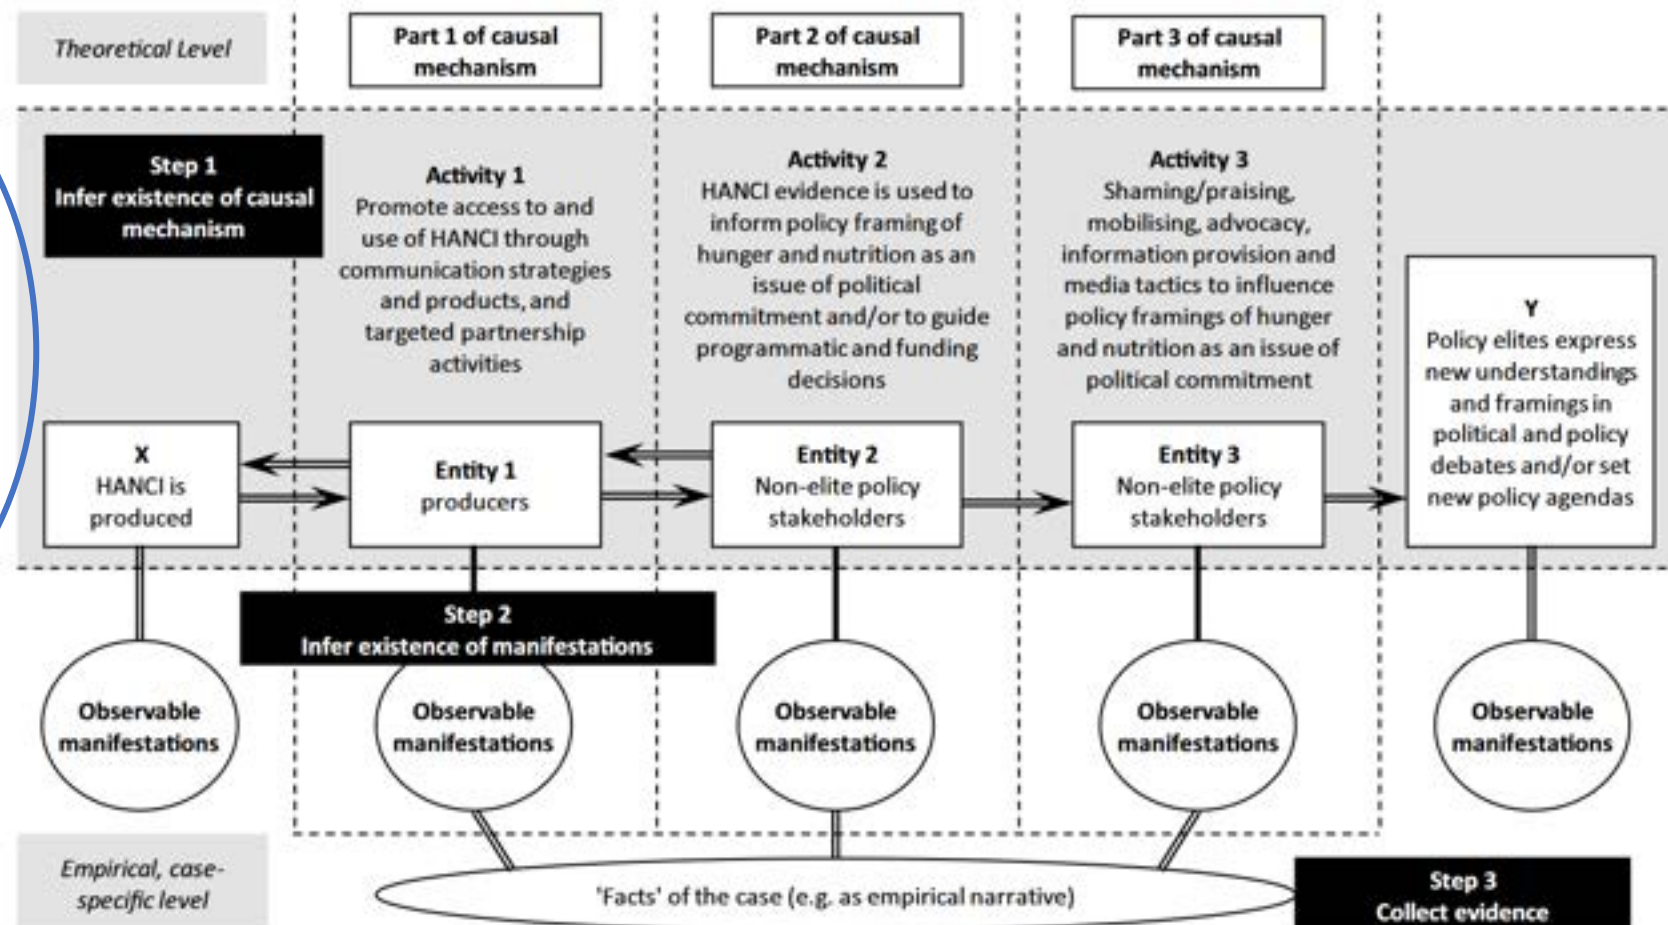 Theoretical Level
Part 1 of causal
mechanism
Part 2 of causal
mechanism
Part 3 of causal
mechanism
Step 1
Infer existence of causal
mechanism
Activity 1
Promote access to and
use of HANCI through
communication strategies
and products, and
targeted partnership
activities
Activity 2
HANCI evidence is used to
inform policy framing of
hunger and nutrition as an
issue of political
commitment and/or to guide
programmatic and funding
decisions
Activity 3
Shaming/praising,
mobilising, advocacy,
information provision and
media tactics to influence
policy framings of hunger
and nutrition as an issue of
political commitment
Y
Policy elites express
new understandings
and framings in
political and policy
debates and/or set
new policy agendas
X
HANCI is
produced
Entity 1
producers
Entity 2
Non-elite policy
stakeholders
Entity 3
Non-elite policy
stakeholders
Step 2
Infer existence of manifestations
Observable
manifestations
Observable
manifestations
Observable
manifestations
Observable
manifestations
Observable
manifestations
Empirical, case-
specific level
'Facts' of the case (e.g. as empirical narrative)
Step 3
Collect evidence